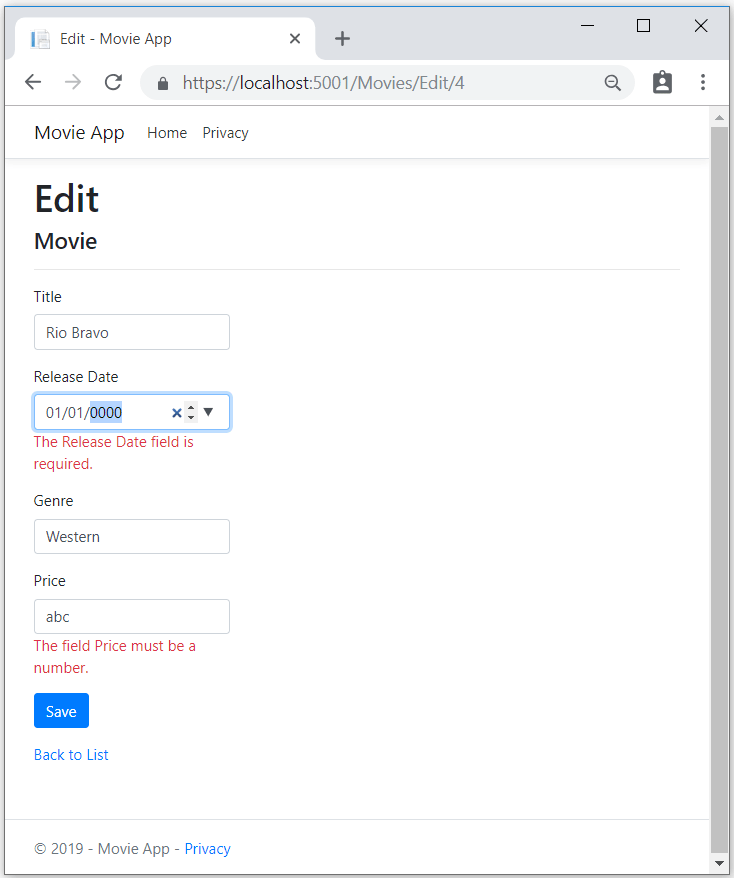 Edit - Movie App
https://localhost:5001/Movies/Edit/4
Movie App Home Privacy
Edit
Movie
Title
Rio Bravo
Release Date
01/01/0000
The Release Date field is
required.
Genre
Western
Price
abc
The field Price must be a
number.
Save
Back to List
© 2019 - Movie App - Privacy